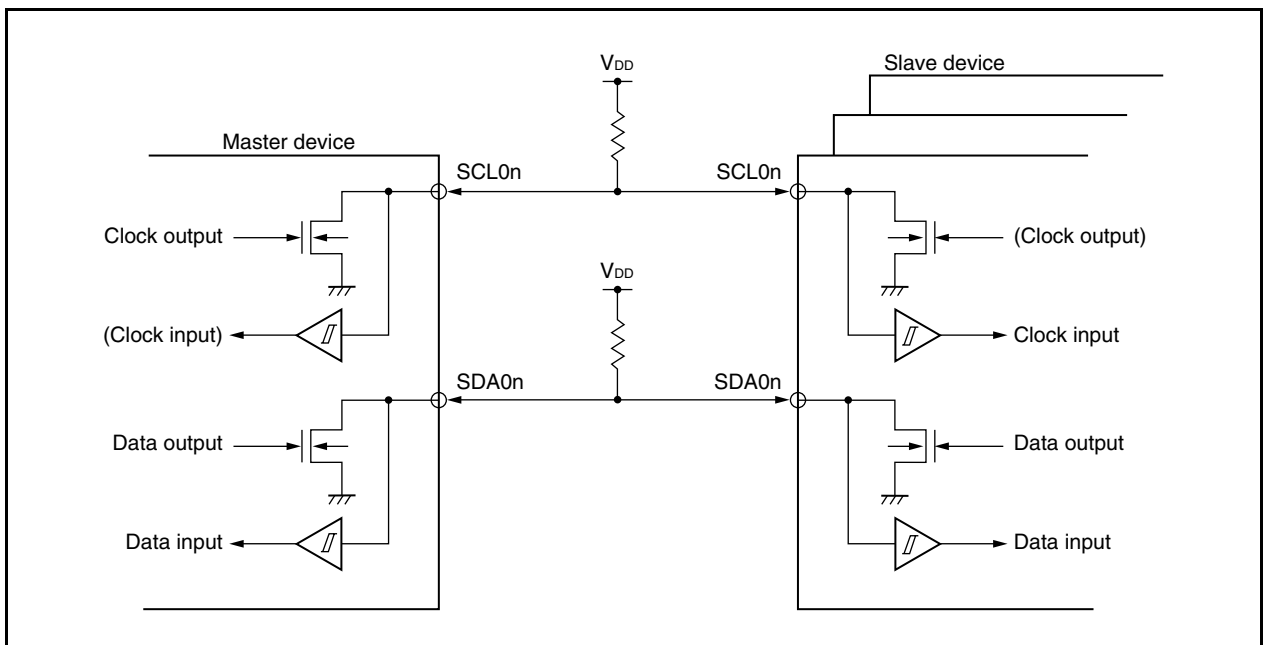 VDD
Slave device
Master device
SCL0n
SCL0n
Clock output
(Clock output)
VDD
(Clock input)
Clock input
SDA0n
SDA0n
Data output
Data output
Data input
Data input